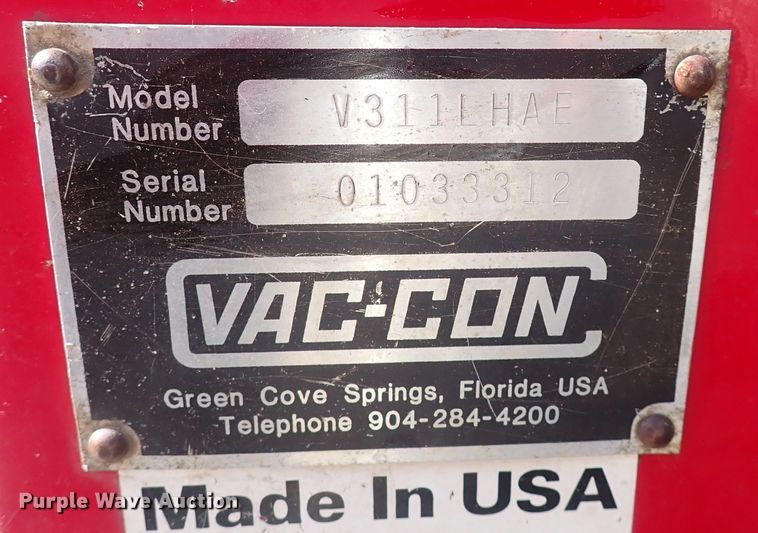 Model Number V311LHAE
Serial Number 01033312
VAC-CON
Green Cove Springs, Florida USA
Telephone 904-284-4200
Made In USA
Purple Wave Auction